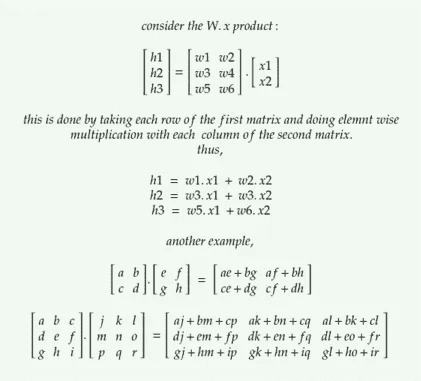 consider the W. x product :
h1 w1 w2
h2 = w3 w4 . x1
h3 w5 w6 x2
this is done by taking each row of the first matrix and doing elemnt wise
multiplication with each column of the second matrix.
thus,
h1 = w1. x1 + w2. x2
h2 = w3. x1 + w3. x2
h3 = w5. x1 +w6. x2
another example,
a b . e f = ae + bg af + bh
c d g h ce + dg cf + dh
a b c j k l aj + bm + cp ak + bn + cq al + bk + cl
d e f . m n o = dj + em + fp dk + en + fq dl + eo + fr
g h i p q r gj + hm + ip gk + hn + iq gl + ho + ir